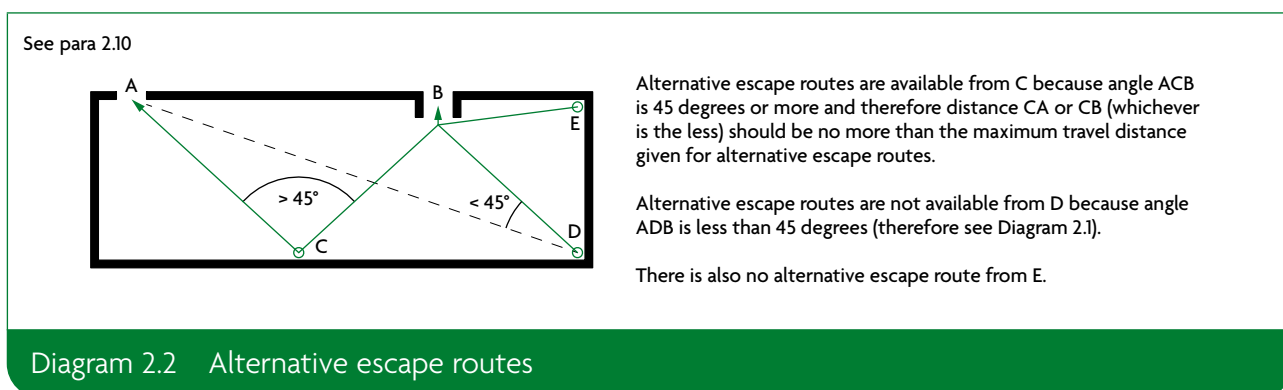 See para 2.10
A
B
E
> 45°
< 45°
D
C
Alternative escape routes are available from C because angle ACB
is 45 degrees or more and therefore distance CA or CB (whichever
is the less) should be no more than the maximum travel distance
given for alternative escape routes.
Alternative escape routes are not available from D because angle
ADB is less than 45 degrees (therefore see Diagram 2.1).
There is also no alternative escape route from E.
Diagram 2.2 Alternative escape routes